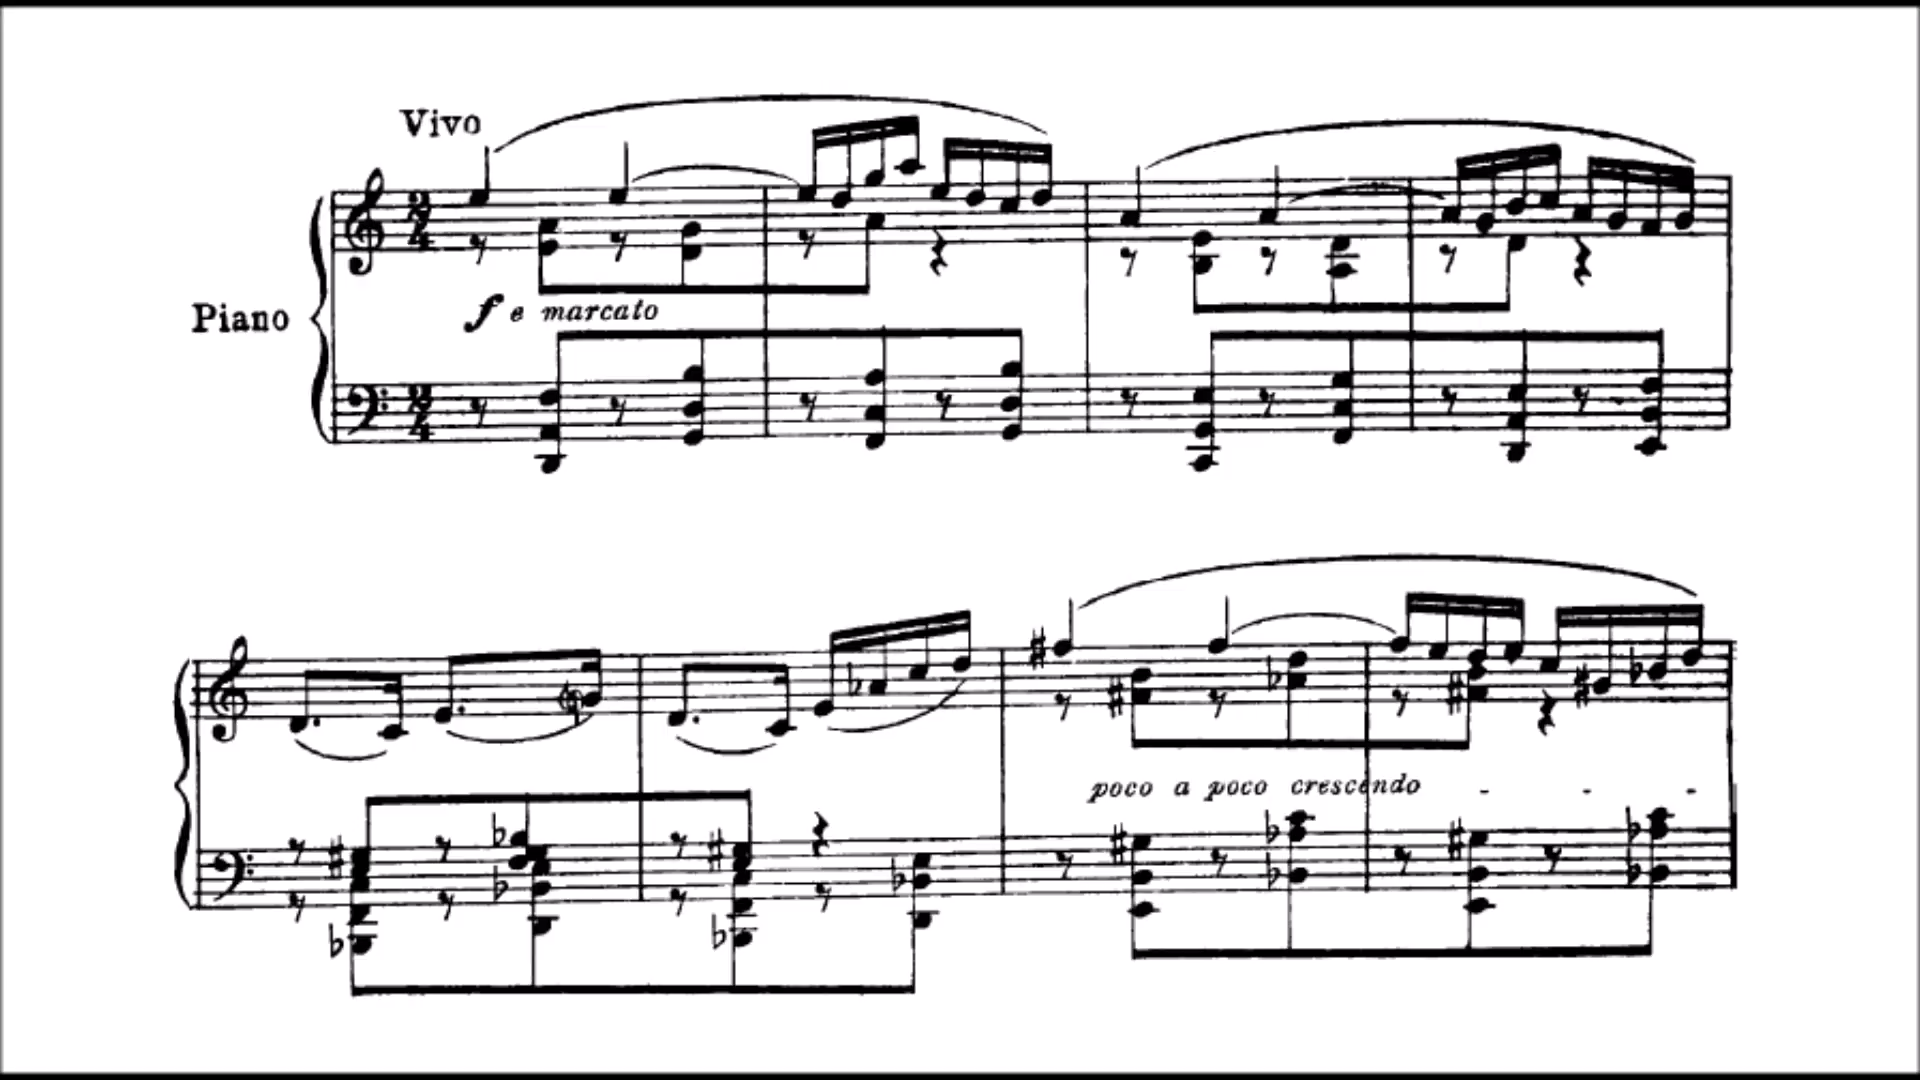 Vivo
Piano
f e marcato
poco a poco crescendo - - -